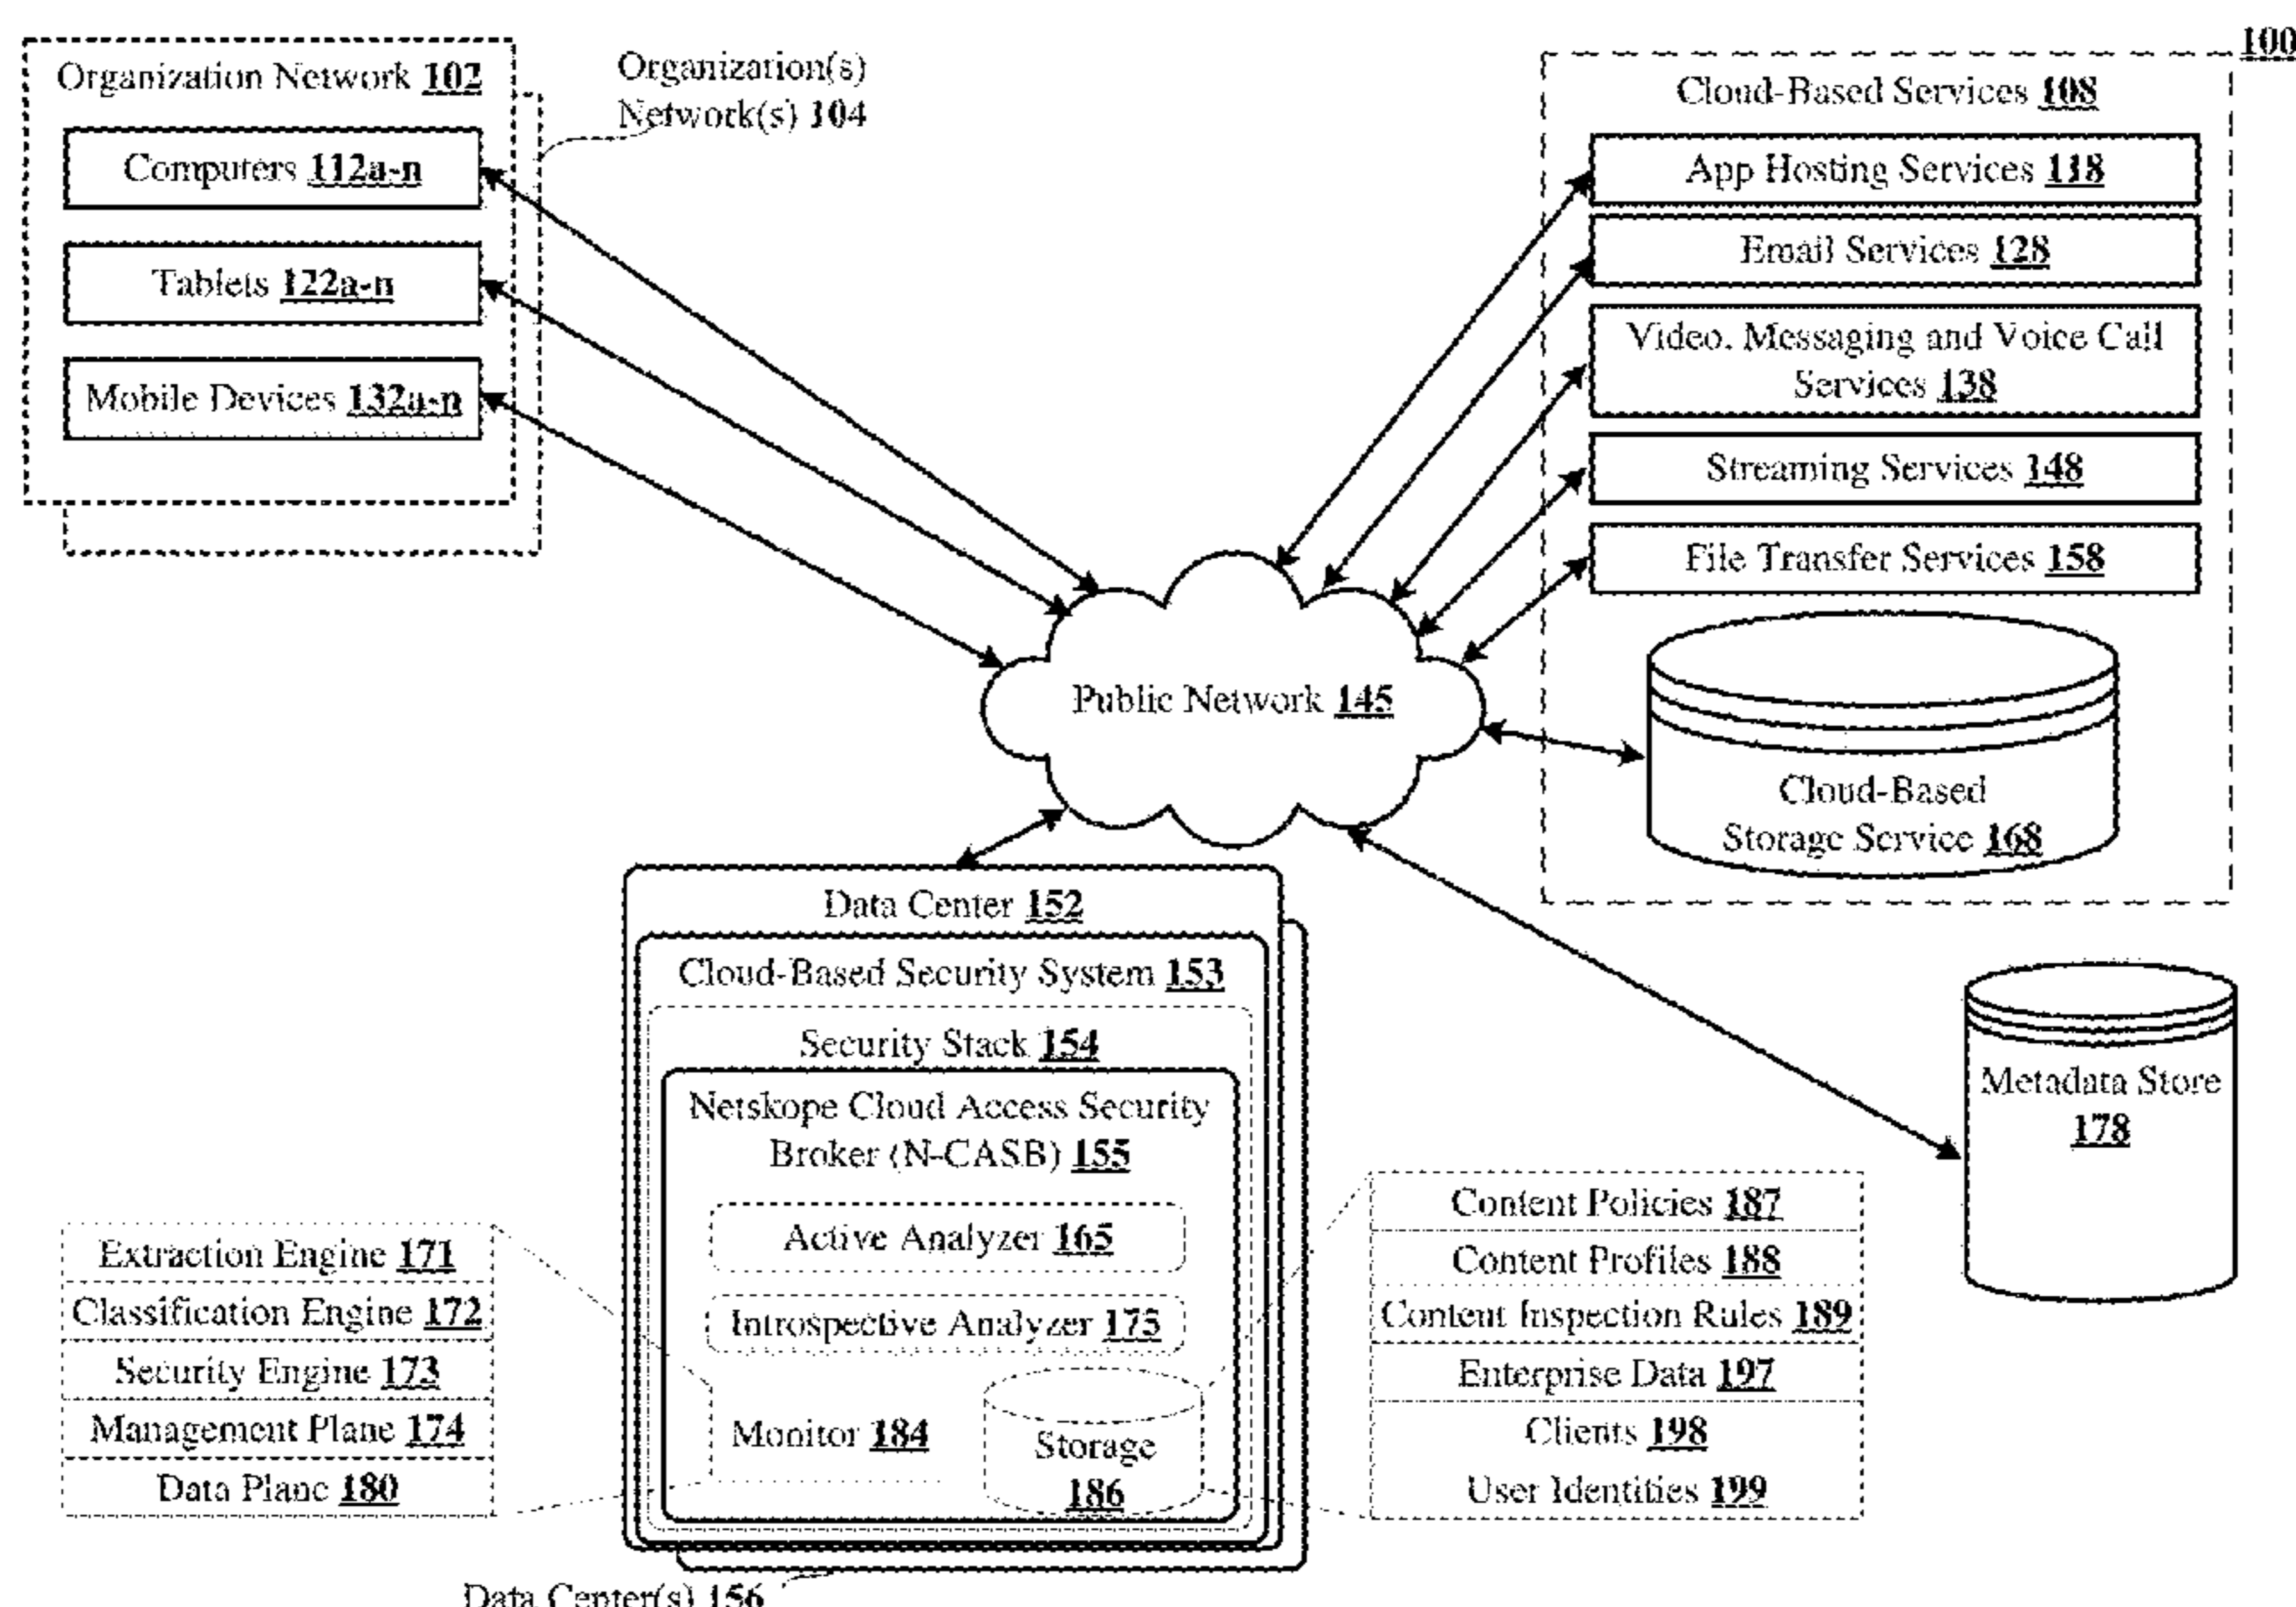 100
Organization Network 102
Computers 112a-n
Tablets 122a-n
Mobile Devices 132a-n
Organization(s)
Network(s) 104
Cloud-Based Services 108
App Hosting Services 118
Email Services 128
Video, Messaging and Voice Call
Services 138
Streaming Services 148
File Transfer Services 158
Cloud-Based
Storage Service 168
Public Network 145
Metadata Store
178
Data Center 152
Cloud-Based Security System 153
Security Stack 154
Netskope Cloud Access Security
Broker (N-CASB) 155
Active Analyzer 165
Introspective Analyzer 175
Monitor 184
Storage
186
Extraction Engine 171
Classification Engine 172
Security Engine 173
Management Plane 174
Data Plane 180
Content Policies 187
Content Profiles 188
Content Inspection Rules 189
Enterprise Data 197
Clients 198
User Identities 199
Data Center(s) 156